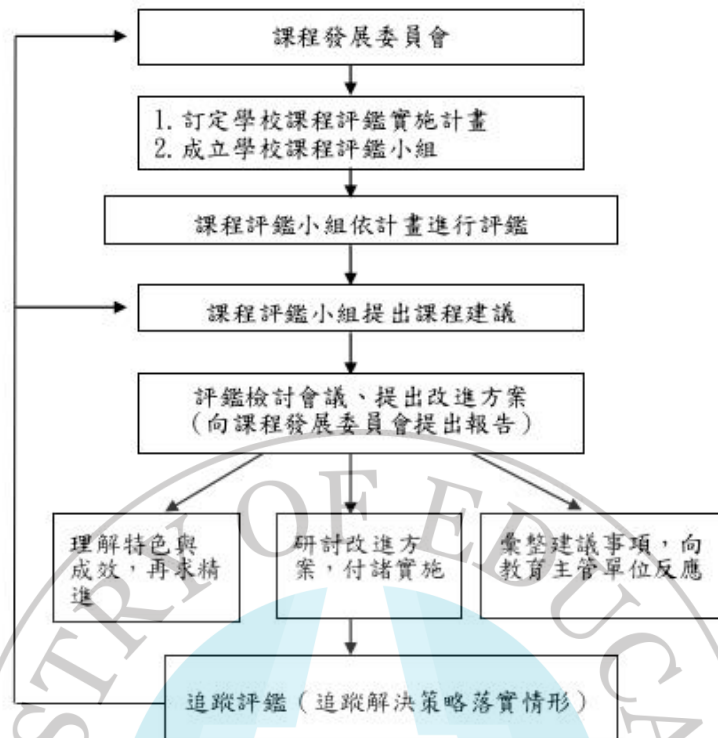 課程發展委員會
1. 訂定學校課程評鑑實施計畫
2. 成立學校課程評鑑小組
課程評鑑小組依計畫進行評鑑
課程評鑑小組提出課程建議
評鑑檢討會議、提出改進方案
（向課程發展委員會提出報告）
理解特色與
成效，再求精
進
研討改進方
案，付諸實施
彙整建議事項，向
教育主管單位反應
追蹤評鑑（追蹤解決策略落實情形）
STRY OF EDUCA